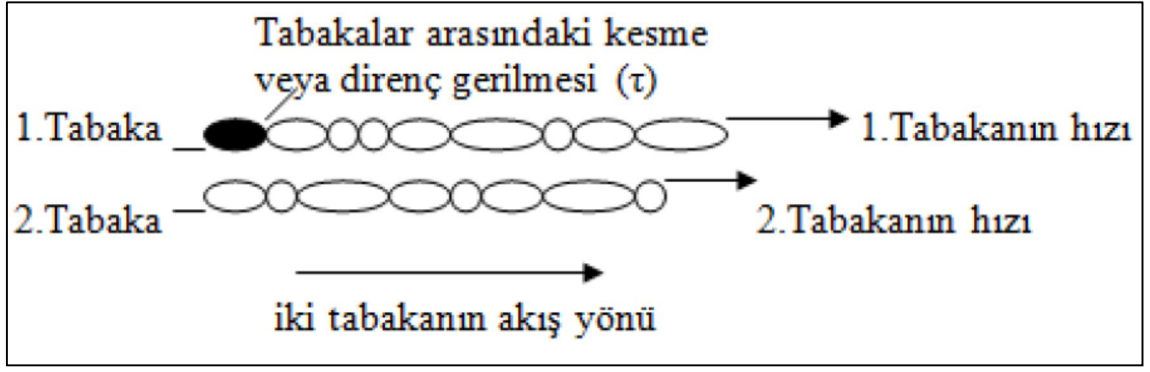 Tabakalar arasındaki kesme
veya direnç gerilmesi (τ)
1.Tabaka
1.Tabakanın hızı
2.Tabaka
2.Tabakanın hızı
iki tabakanın akış yönü